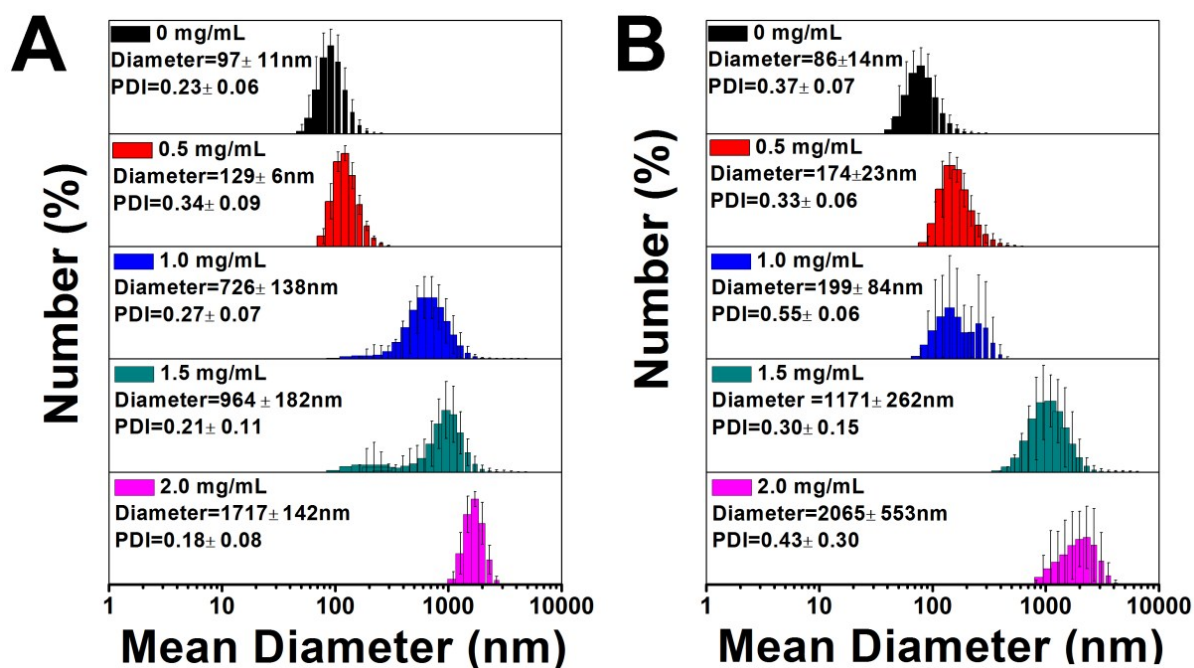 A
0 mg/mL
Diameter=97± 11nm
PDI=0.23± 0.06
0.5 mg/mL
Diameter=129± 6nm
PDI=0.34± 0.09
1.0 mg/mL
Diameter=726± 138nm
PDI=0.27± 0.07
1.5 mg/mL
Diameter=964 ± 182nm
PDI=0.21± 0.11
2.0 mg/mL
Diameter=1717± 142nm
PDI=0.18± 0.08
Number (%)
1 10 100 1000 10000
Mean Diameter (nm)
B
0 mg/mL
Diameter=86±14nm
PDI=0.37± 0.07
0.5 mg/mL
Diameter=174±23nm
PDI=0.33± 0.06
1.0 mg/mL
Diameter=199± 84nm
PDI=0.55± 0.06
1.5 mg/mL
Diameter =1171± 262nm
PDI=0.30± 0.15
2.0 mg/mL
Diameter=2065± 553nm
PDI=0.43± 0.30
Number (%)
1 10 100 1000 10000
Mean Diameter (nm)